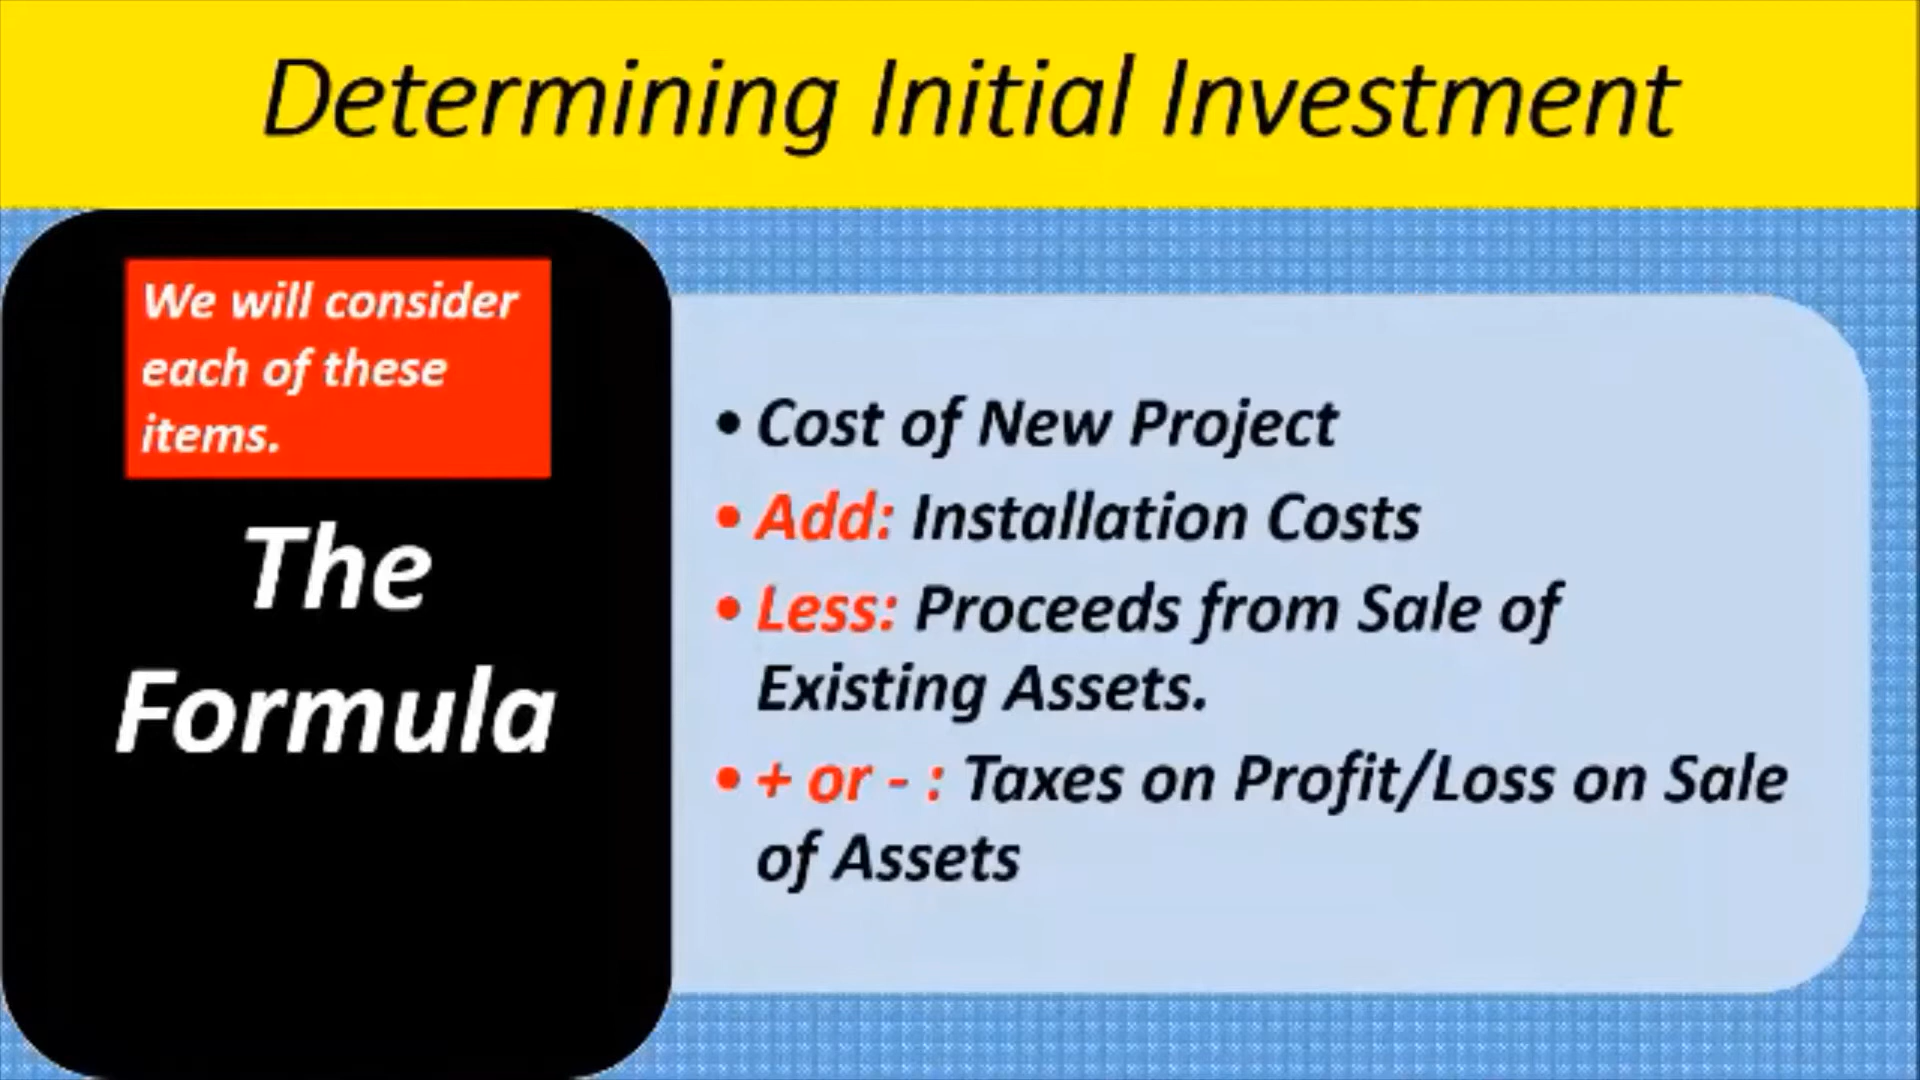 Determining Initial Investment
We will consider
each of these
items.
The
Formula
• Cost of New Project
• Add: Installation Costs
• Less: Proceeds from Sale of
Existing Assets.
• + or - : Taxes on Profit/Loss on Sale
of Assets